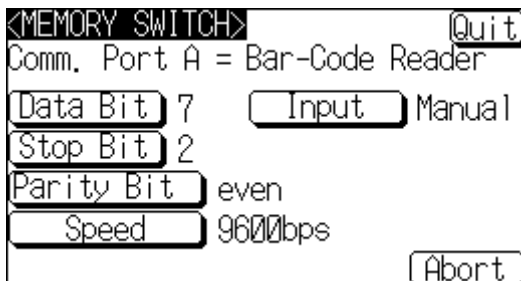 <MEMORY SWITCH> Quit
Comm. Port A = Bar-Code Reader
Data Bit 7 Input Manual
Stop Bit 2
Parity Bit even
Speed 9600bps
Abort